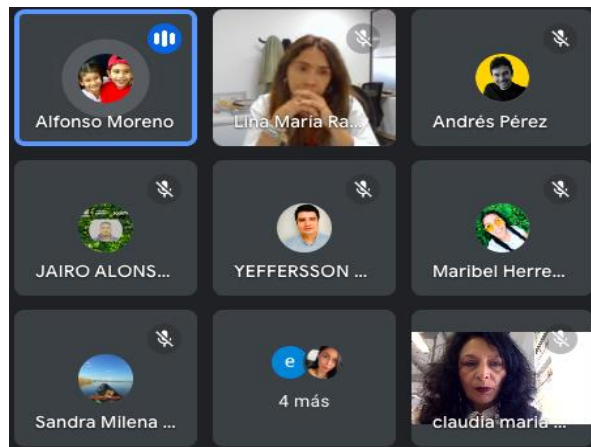 Alfonso Moreno
Lina María Ra...
Andrés Pérez
JAIRO ALONS...
YEFFERSSON ...
Maribel Herre...
Sandra Milena ...
e
4 más
claudia maria ...